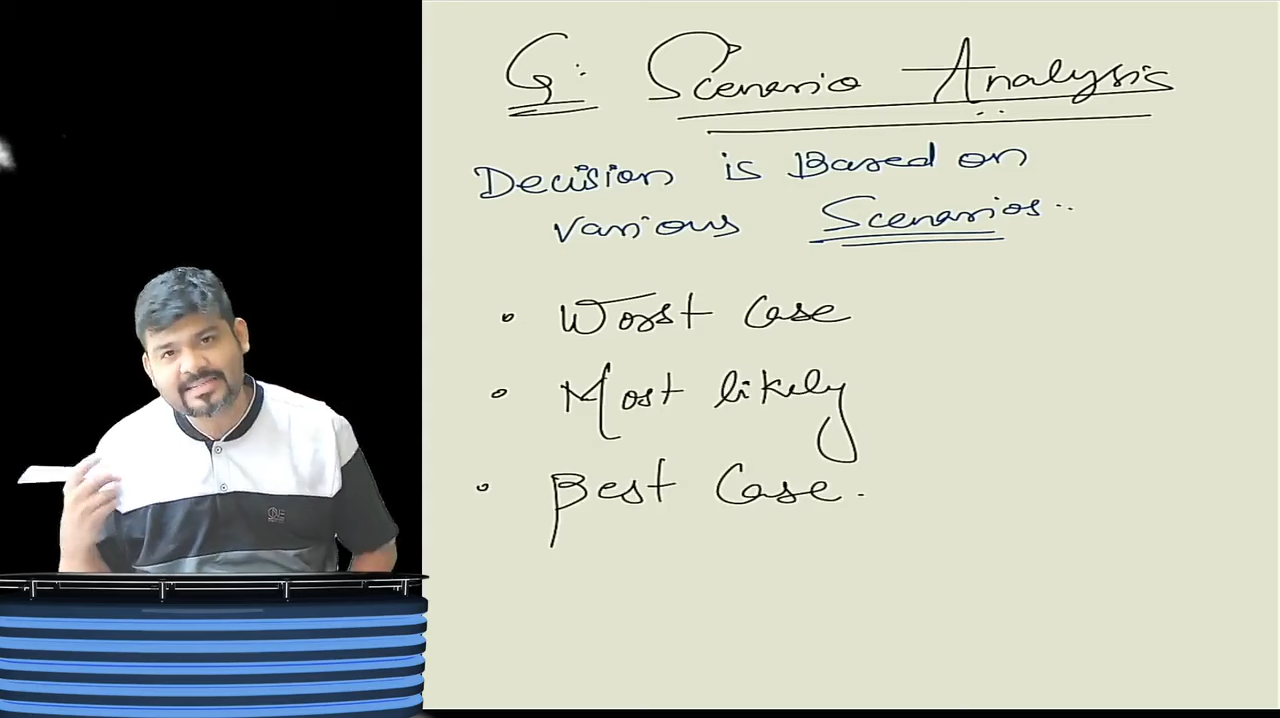 G: Scenario Analysis
Decision is Based on
various Scenarios..
• Worst Case
• Most likely
• Best Case.